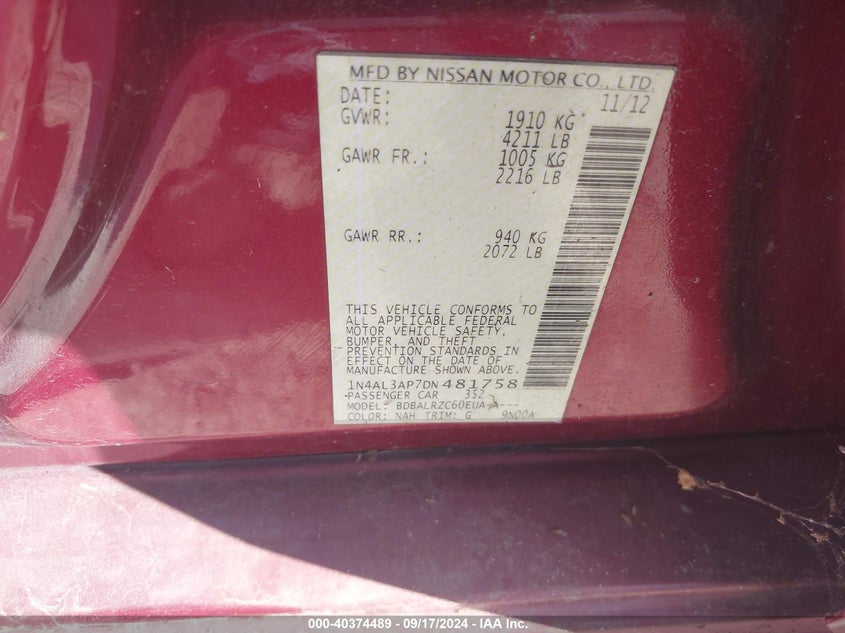 MFD BY NISSAN MOTOR CO., LTD.
DATE: 11/12
GVWR: 1910 KG
4211 LB
GAWR FR.: 1005 KG
2216 LB
GAWR RR.: 940 KG
2072 LB
THIS VEHICLE CONFORMS TO
ALL APPLICABLE FEDERAL
MOTOR VEHICLE SAFETY,
BUMPER, AND THEFT
PREVENTION STANDARDS IN
EFFECT ON THE DATE OF
MANUFACTURE SHOWN ABOVE.
1N4AL3AP7DN481758
PASSENGER CAR 352
MODEL: BDBALRZC60EUA-A---
COLOR: NAH TRIM: G 9N00A
000-40374489 - 09/17/2024 - IAA Inc.